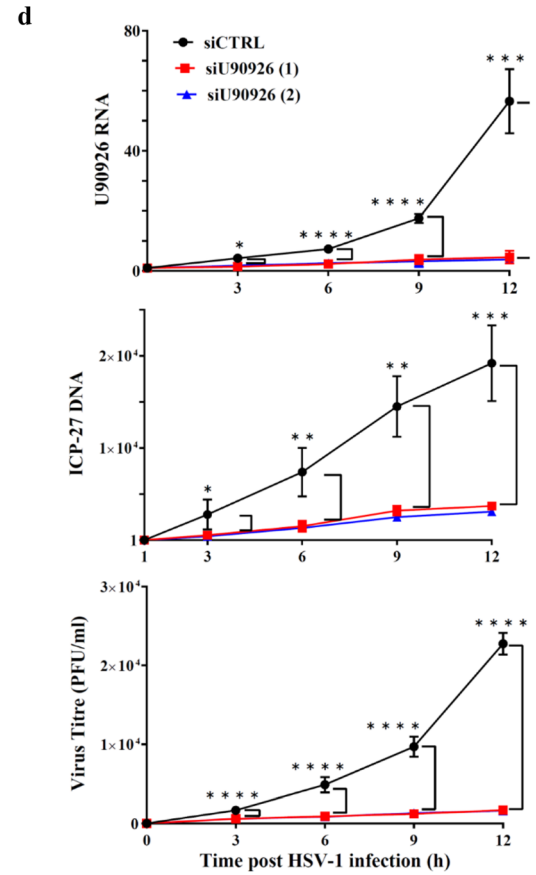 d
80
siCTRL
siU90926 (1)
siU90926 (2)
* * *
U90926 RNA
40
* * * *
* * * *
*
0
0 3 6 9 12
* * *
2×10⁴
* *
ICP-27 DNA
1×10⁴
* *
*
1
1 3 6 9 12
3×10⁴
* * * *
2×10⁴
Virus Titre (PFU/ml)
* * * *
1×10⁴
* * * *
* * * *
0
0 3 6 9 12
Time post HSV-1 infection (h)